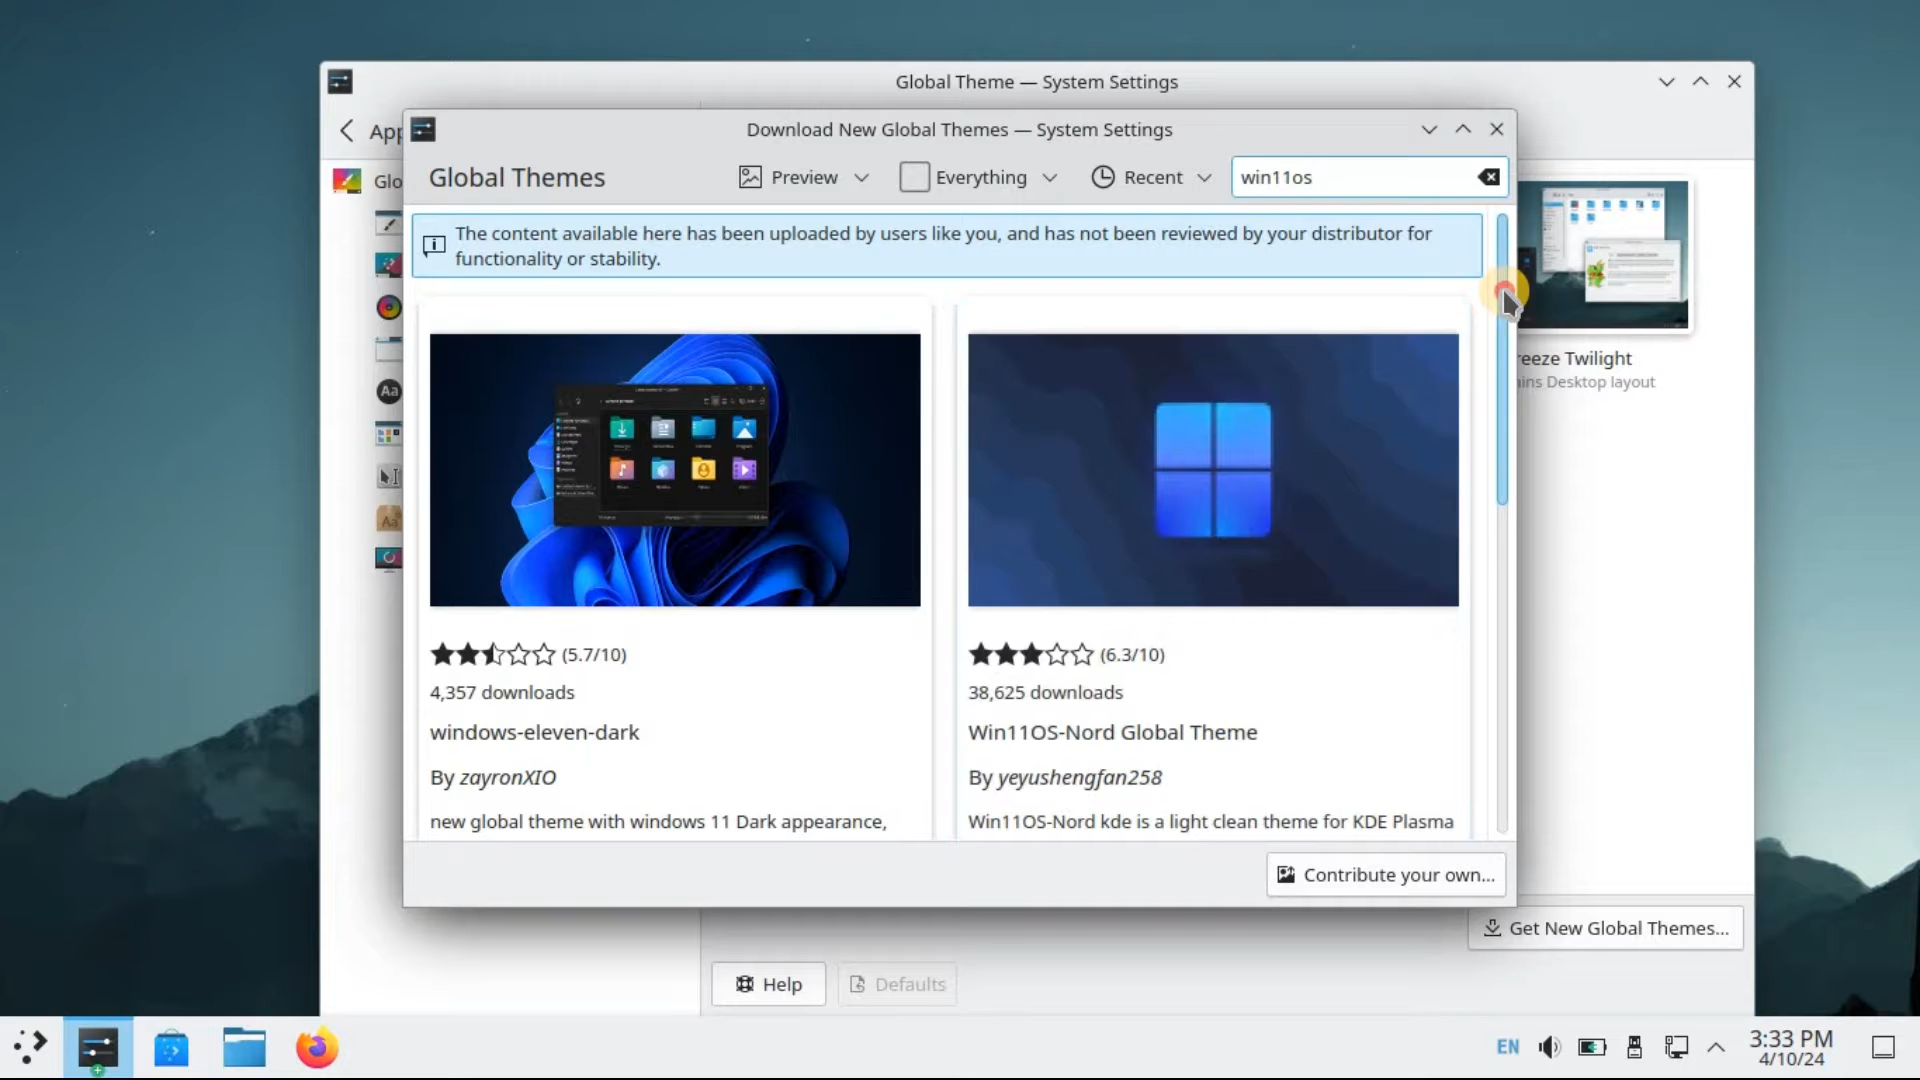 Global Theme — System Settings
App
Download New Global Themes — System Settings
Global Themes
Preview
Everything
Recent
win11os
Glo
The content available here has been uploaded by users like you, and has not been reviewed by your distributor for
functionality or stability.
reeze Twilight
ins Desktop layout
(5.7/10)
4,357 downloads
windows-eleven-dark
By zayronXIO
new global theme with windows 11 Dark appearance,
(6.3/10)
38,625 downloads
Win11OS-Nord Global Theme
By yeyushengfan258
Win11OS-Nord kde is a light clean theme for KDE Plasma
Contribute your own...
Get New Global Themes...
Help
Defaults
EN
3:33 PM
4/10/24